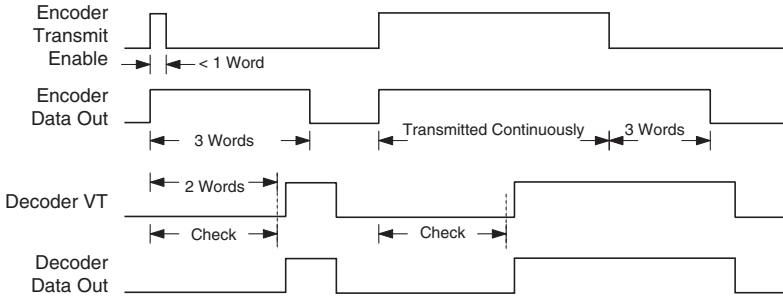 Encoder
Transmit
Enable
< 1 Word
Encoder
Data Out
3 Words
Transmitted Continuously
3 Words
2 Words
Decoder VT
Check
Check
Decoder
Data Out